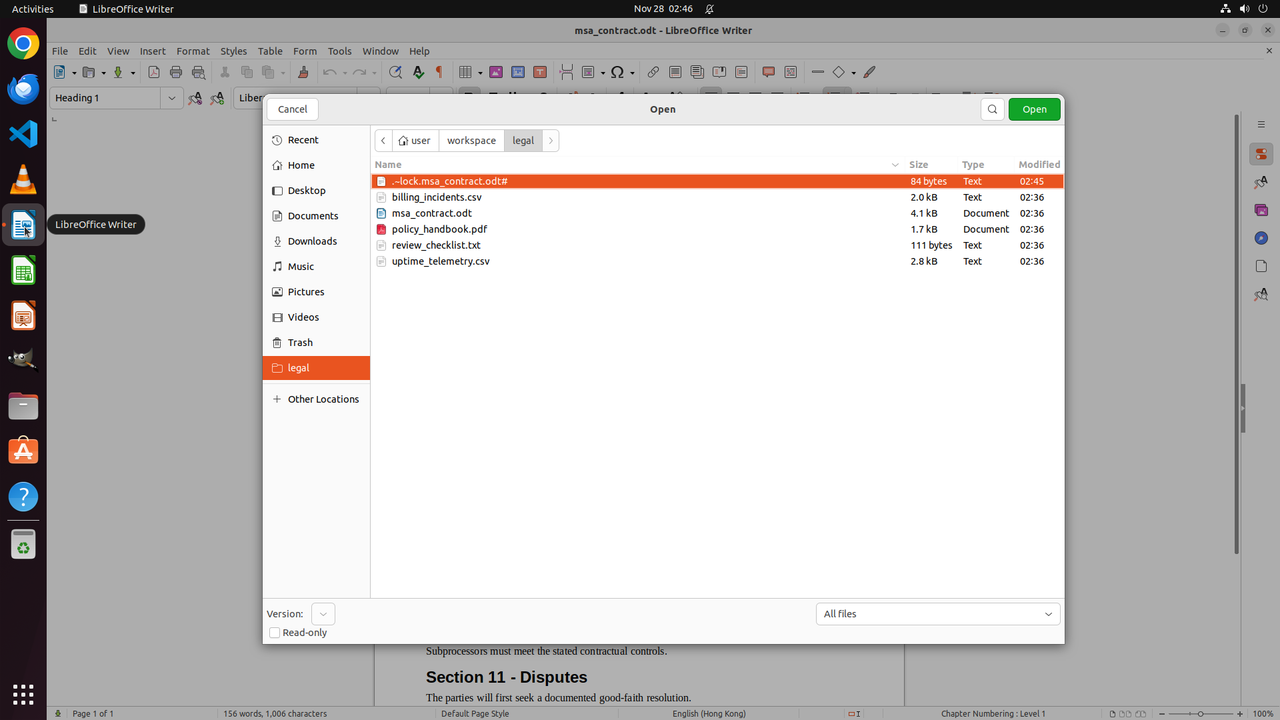 Activities
LibreOffice Writer
Nov 28 02:46
msa_contract.odt - LibreOffice Writer
File Edit View Insert Format Styles Table Form Tools Window Help
Heading 1
Liber
Cancel
Open
Open
Recent
Home
Desktop
Documents
Downloads
Music
Pictures
Videos
Trash
legal
Other Locations
user
workspace
legal
Name Size Type Modified
.~lock.msa_contract.odt# 84 bytes Text 02:45
billing_incidents.csv 2.0 kB Text 02:36
msa_contract.odt 4.1 kB Document 02:36
policy_handbook.pdf 1.7 kB Document 02:36
review_checklist.txt 111 bytes Text 02:36
uptime_telemetry.csv 2.8 kB Text 02:36
LibreOffice Writer
Version:
All files
Read-only
Subprocessors must meet the stated contractual controls.
Section 11 - Disputes
The parties will first seek a documented good-faith resolution.
Page 1 of 1
156 words, 1,006 characters
Default Page Style
English (Hong Kong)
Chapter Numbering : Level 1
100%